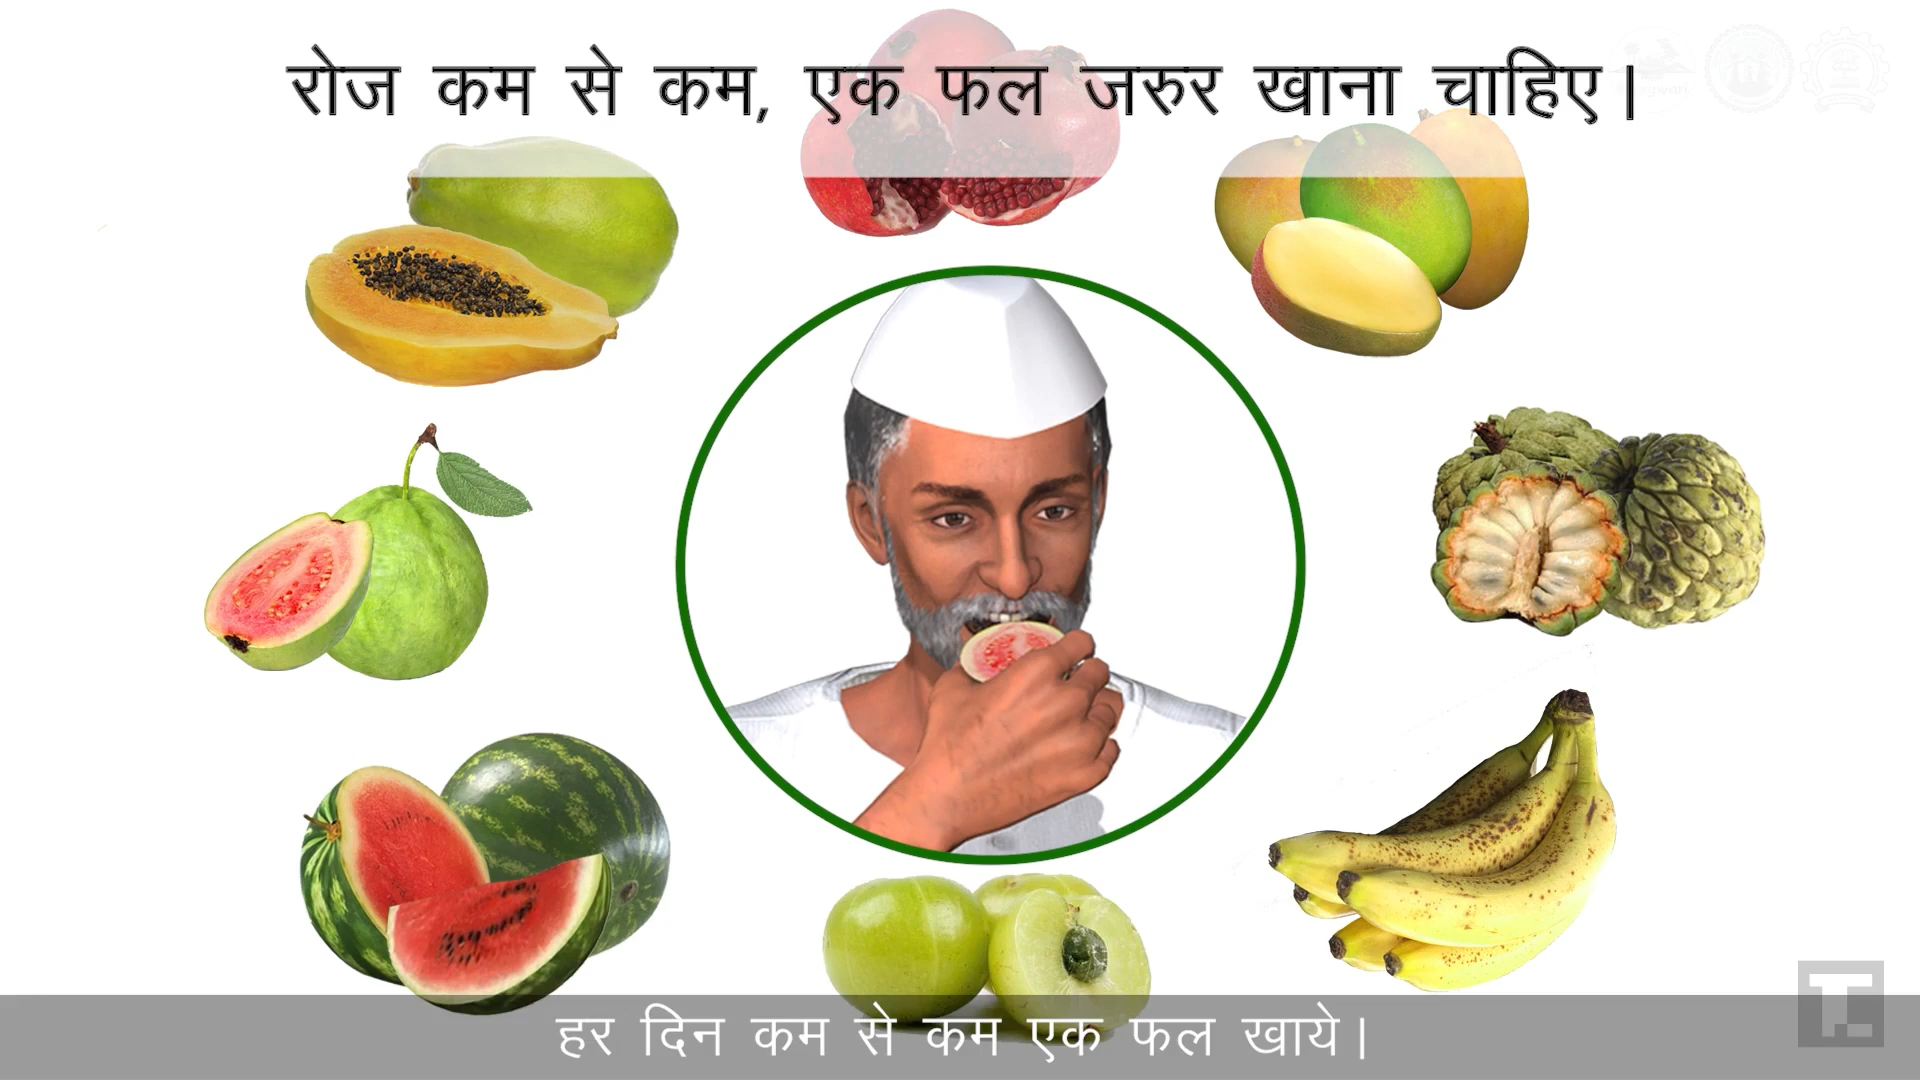 रोज कम से कम, एक फल जरुर खाना चाहिए।
हर दिन कम से कम एक फल खाये।